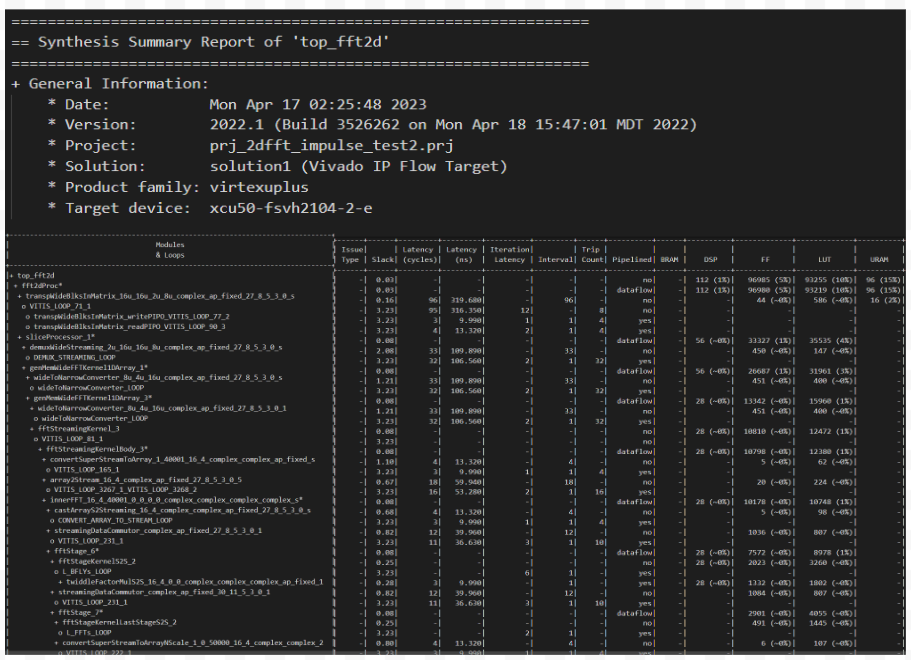 ================================================================
== Synthesis Summary Report of 'top_fft2d'
================================================================
+ General Information:
* Date: Mon Apr 17 02:25:48 2023
* Version: 2022.1 (Build 3526262 on Mon Apr 18 15:47:01 MDT 2022)
* Project: prj_2dfft_impulse_test2.prj
* Solution: solution1 (Vivado IP Flow Target)
* Product family: virtexuplus
* Target device: xcu50-fsvh2104-2-e
| Modules | Issue| | Latency | Latency | Iteration| | Trip | | | | | | |
| & Loops | Type | Slack| (cycles)| (ns) | Latency | Interval| Count| Pipelined| BRAM | DSP | FF | LUT | URAM |
|+ top_fft2d | -| 0.03| -| -| -| -| -| no| -| 112 (1%)| 96985 (5%)| 93255 (10%)| 96 (15%)|
| + fft2dProc* | -| 0.03| -| -| -| -| -| dataflow| -| 112 (1%)| 96980 (5%)| 93219 (10%)| 96 (15%)|
| + transpWideBlksInMatrix_16u_16u_2u_8u_complex_ap_fixed_27_8_5_3_0_s | -| 0.16| 96| 319.680| -| 96| -| no| -| -| 44 (~0%)| 586 (~0%)| 16 (2%)|
| o VITIS_LOOP_71_1 | -| 3.23| 95| 316.350| 12| -| 8| no| -| -| -| -| -|
| o transpWideBlksInMatrix_writePIPO_VITIS_LOOP_77_2 | -| 3.23| 3| 9.990| 1| 1| 4| yes| -| -| -| -| -|
| o transpWideBlksInMatrix_readPIPO_VITIS_LOOP_90_3 | -| 3.23| 4| 13.320| 2| 1| 4| yes| -| -| -| -| -|
| + sliceProcessor_1* | -| 0.08| -| -| -| -| -| dataflow| -| 56 (~0%)| 33327 (1%)| 35535 (4%)| -|
| + demuxWideStreaming_2u_16u_16u_8u_complex_ap_fixed_27_8_5_3_0_s | -| 2.08| 33| 109.890| -| 33| -| no| -| -| 450 (~0%)| 147 (~0%)| -|
| o DEMUX_STREAMING_LOOP | -| 3.23| 32| 106.560| 2| 1| 32| yes| -| -| -| -| -|
| + genMemWideFFTKernel1DArray_1* | -| 0.08| -| -| -| -| -| dataflow| -| 56 (~0%)| 26687 (1%)| 31961 (3%)| -|
| + wideToNarrowConverter_8u_4u_16u_complex_ap_fixed_27_8_5_3_0_s | -| 1.21| 33| 109.890| -| 33| -| no| -| -| 451 (~0%)| 400 (~0%)| -|
| o wideToNarrowConverter_LOOP | -| 3.23| 32| 106.560| 2| 1| 32| yes| -| -| -| -| -|
| + genMemWideFFTKernel1DArray_3* | -| 0.08| -| -| -| -| -| dataflow| -| 28 (~0%)| 13342 (~0%)| 15960 (1%)| -|
| + wideToNarrowConverter_8u_4u_16u_complex_ap_fixed_27_8_5_3_0_1 | -| 1.21| 33| 109.890| -| 33| -| no| -| -| 451 (~0%)| 400 (~0%)| -|
| o wideToNarrowConverter_LOOP | -| 3.23| 32| 106.560| 2| 1| 32| yes| -| -| -| -| -|
| + fftStreamingKernel_3 | -| 0.08| -| -| -| -| -| no| -| 28 (~0%)| 10810 (~0%)| 12472 (1%)| -|
| o VITIS_LOOP_81_1 | -| 3.23| -| -| -| -| -| no| -| -| -| -| -|
| + fftStreamingKernelBody_3* | -| 0.08| -| -| -| -| -| dataflow| -| 28 (~0%)| 10798 (~0%)| 12380 (1%)| -|
| + convertSuperStreamToArray_1_40001_16_4_complex_complex_ap_fixed_s | -| 1.10| 4| 13.320| -| 4| -| no| -| -| 5 (~0%)| 62 (~0%)| -|
| o VITIS_LOOP_165_1 | -| 3.23| 3| 9.990| 1| 1| 4| yes| -| -| -| -| -|
| + array2Stream_16_4_complex_ap_fixed_27_8_5_3_0_5 | -| 0.67| 18| 59.940| -| 18| -| no| -| -| 20 (~0%)| 224 (~0%)| -|
| o VITIS_LOOP_3267_1_VITIS_LOOP_3268_2 | -| 3.23| 16| 53.280| 2| 1| 16| yes| -| -| -| -| -|
| + innerFFT_16_4_40001_0_0_0_0_complex_complex_complex_complex_s* | -| 0.08| -| -| -| -| -| dataflow| -| 28 (~0%)| 10178 (~0%)| 10748 (1%)| -|
| + castArrayS2Streaming_16_4_complex_complex_ap_fixed_27_8_5_3_0_s | -| 0.68| 4| 13.320| -| 4| -| no| -| -| 5 (~0%)| 98 (~0%)| -|
| o CONVERT_ARRAY_TO_STREAM_LOOP | -| 3.23| 3| 9.990| 1| 1| 4| yes| -| -| -| -| -|
| + streamingDataCommutor_complex_ap_fixed_27_8_5_3_0_1 | -| 0.82| 12| 39.960| -| 12| -| no| -| -| 1036 (~0%)| 807 (~0%)| -|
| o VITIS_LOOP_231_1 | -| 3.23| 11| 36.630| 3| 1| 10| yes| -| -| -| -| -|
| + fftStage_6* | -| 0.08| -| -| -| -| -| dataflow| -| 28 (~0%)| 7572 (~0%)| 8978 (1%)| -|
| + fftStageKernelS2S_2 | -| 0.25| -| -| -| -| -| no| -| 28 (~0%)| 2023 (~0%)| 3260 (~0%)| -|
| o L_BFLYs_LOOP | -| 3.23| -| -| 6| 1| -| yes| -| -| -| -| -|
| + twiddleFactorMulS2S_16_4_0_0_complex_complex_complex_ap_fixed_1 | -| 0.28| 3| 9.990| -| 1| -| yes| -| 28 (~0%)| 1332 (~0%)| 1802 (~0%)| -|
| + streamingDataCommutor_complex_ap_fixed_30_11_5_3_0_1 | -| 0.82| 12| 39.960| -| 12| -| no| -| -| 1084 (~0%)| 807 (~0%)| -|
| o VITIS_LOOP_231_1 | -| 3.23| 11| 36.630| 3| 1| 10| yes| -| -| -| -| -|
| + fftStage_7* | -| 0.08| -| -| -| -| -| dataflow| -| -| 2901 (~0%)| 4055 (~0%)| -|
| + fftStageKernelLastStageS2S_2 | -| 0.25| -| -| -| -| -| no| -| -| 491 (~0%)| 1445 (~0%)| -|
| o L_FFTs_LOOP | -| 3.23| -| -| 2| 1| -| yes| -| -| -| -| -|
| + convertSuperStreamToArrayNScale_1_0_50000_16_4_complex_complex_2 | -| 0.80| 4| 13.320| -| 4| -| no| -| -| 6 (~0%)| 107 (~0%)| -|
| o VITIS_LOOP_222_1 | -| 3.23| 3| 9.990| 1| 1| 4| yes| -| -| -| -| -|